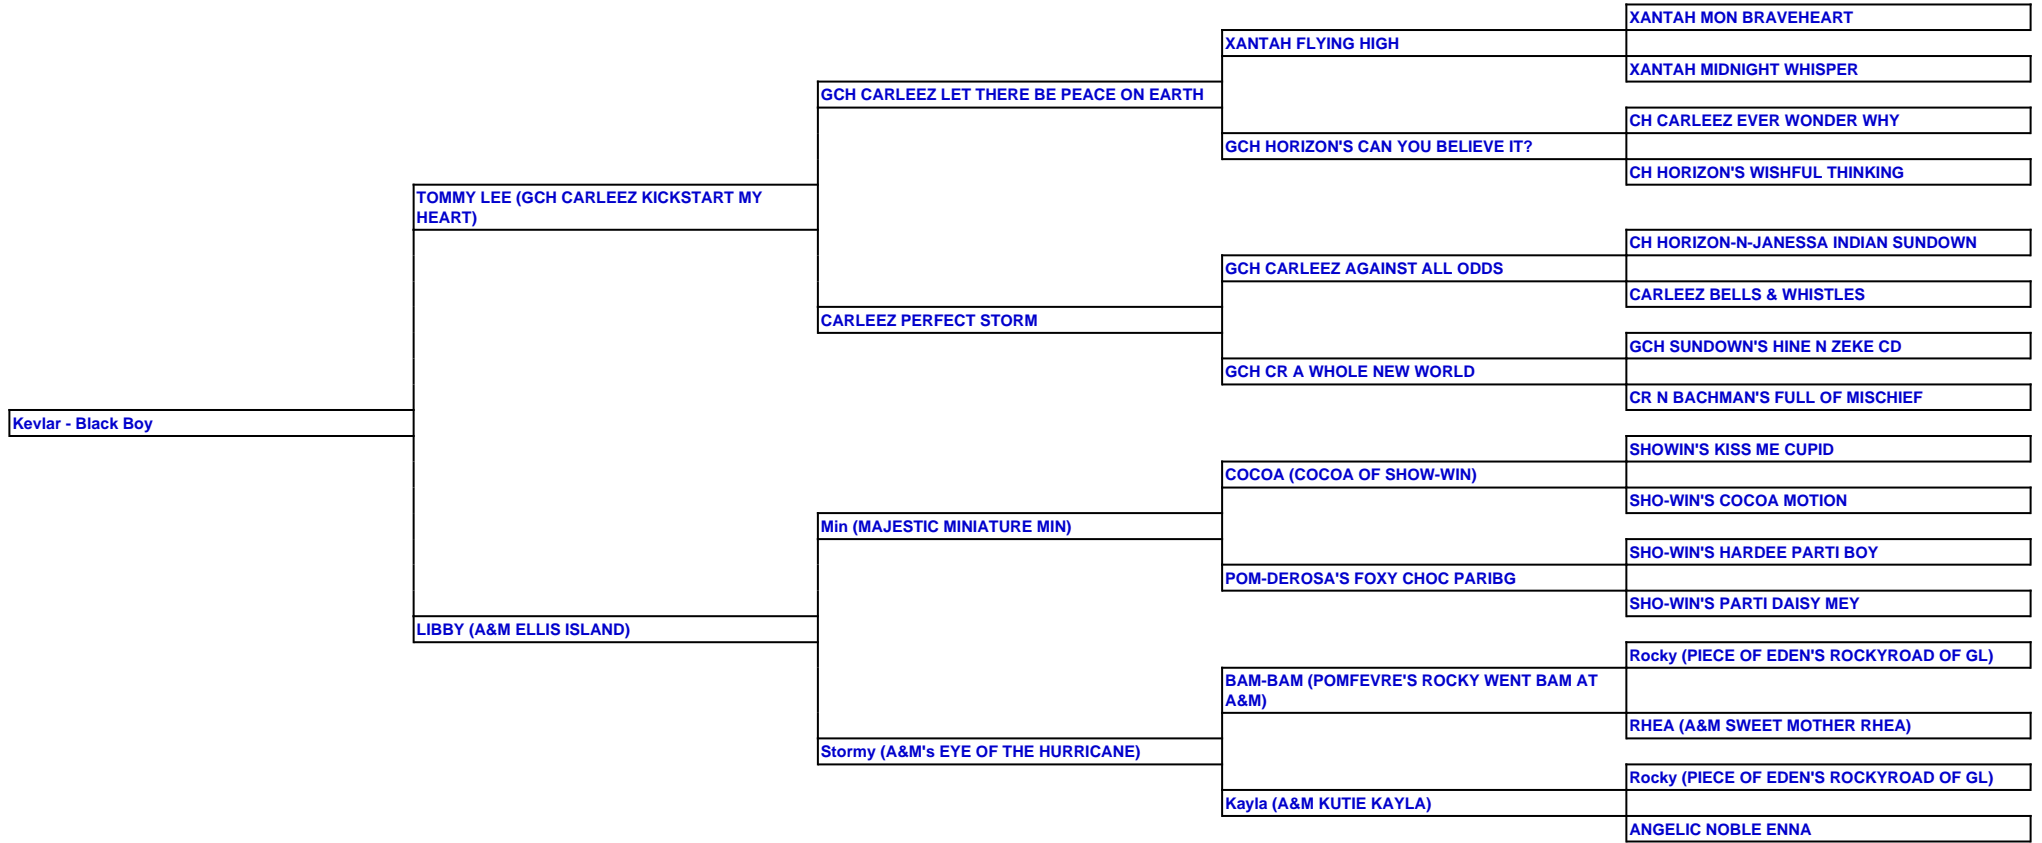 XANTAH MON BRAVEHEART
XANTAH FLYING HIGH
XANTAH MIDNIGHT WHISPER
GCH CARLEEZ LET THERE BE PEACE ON EARTH
CH CARLEEZ EVER WONDER WHY
GCH HORIZON'S CAN YOU BELIEVE IT?
CH HORIZON'S WISHFUL THINKING
TOMMY LEE (GCH CARLEEZ KICKSTART MY
HEART)
CH HORIZON-N-JANESSA INDIAN SUNDOWN
GCH CARLEEZ AGAINST ALL ODDS
CARLEEZ BELLS & WHISTLES
CARLEEZ PERFECT STORM
GCH SUNDOWN'S HINE N ZEKE CD
GCH CR A WHOLE NEW WORLD
CR N BACHMAN'S FULL OF MISCHIEF
Kevlar - Black Boy
SHOWIN'S KISS ME CUPID
COCOA (COCOA OF SHOW-WIN)
SHO-WIN'S COCOA MOTION
Min (MAJESTIC MINIATURE MIN)
SHO-WIN'S HARDEE PARTI BOY
POM-DEROSA'S FOXY CHOC PARIBG
SHO-WIN'S PARTI DAISY MEY
LIBBY (A&M ELLIS ISLAND)
Rocky (PIECE OF EDEN'S ROCKYROAD OF GL)
BAM-BAM (POMFEVRE'S ROCKY WENT BAM AT
A&M)
RHEA (A&M SWEET MOTHER RHEA)
Stormy (A&M's EYE OF THE HURRICANE)
Rocky (PIECE OF EDEN'S ROCKYROAD OF GL)
Kayla (A&M KUTIE KAYLA)
ANGELIC NOBLE ENNA